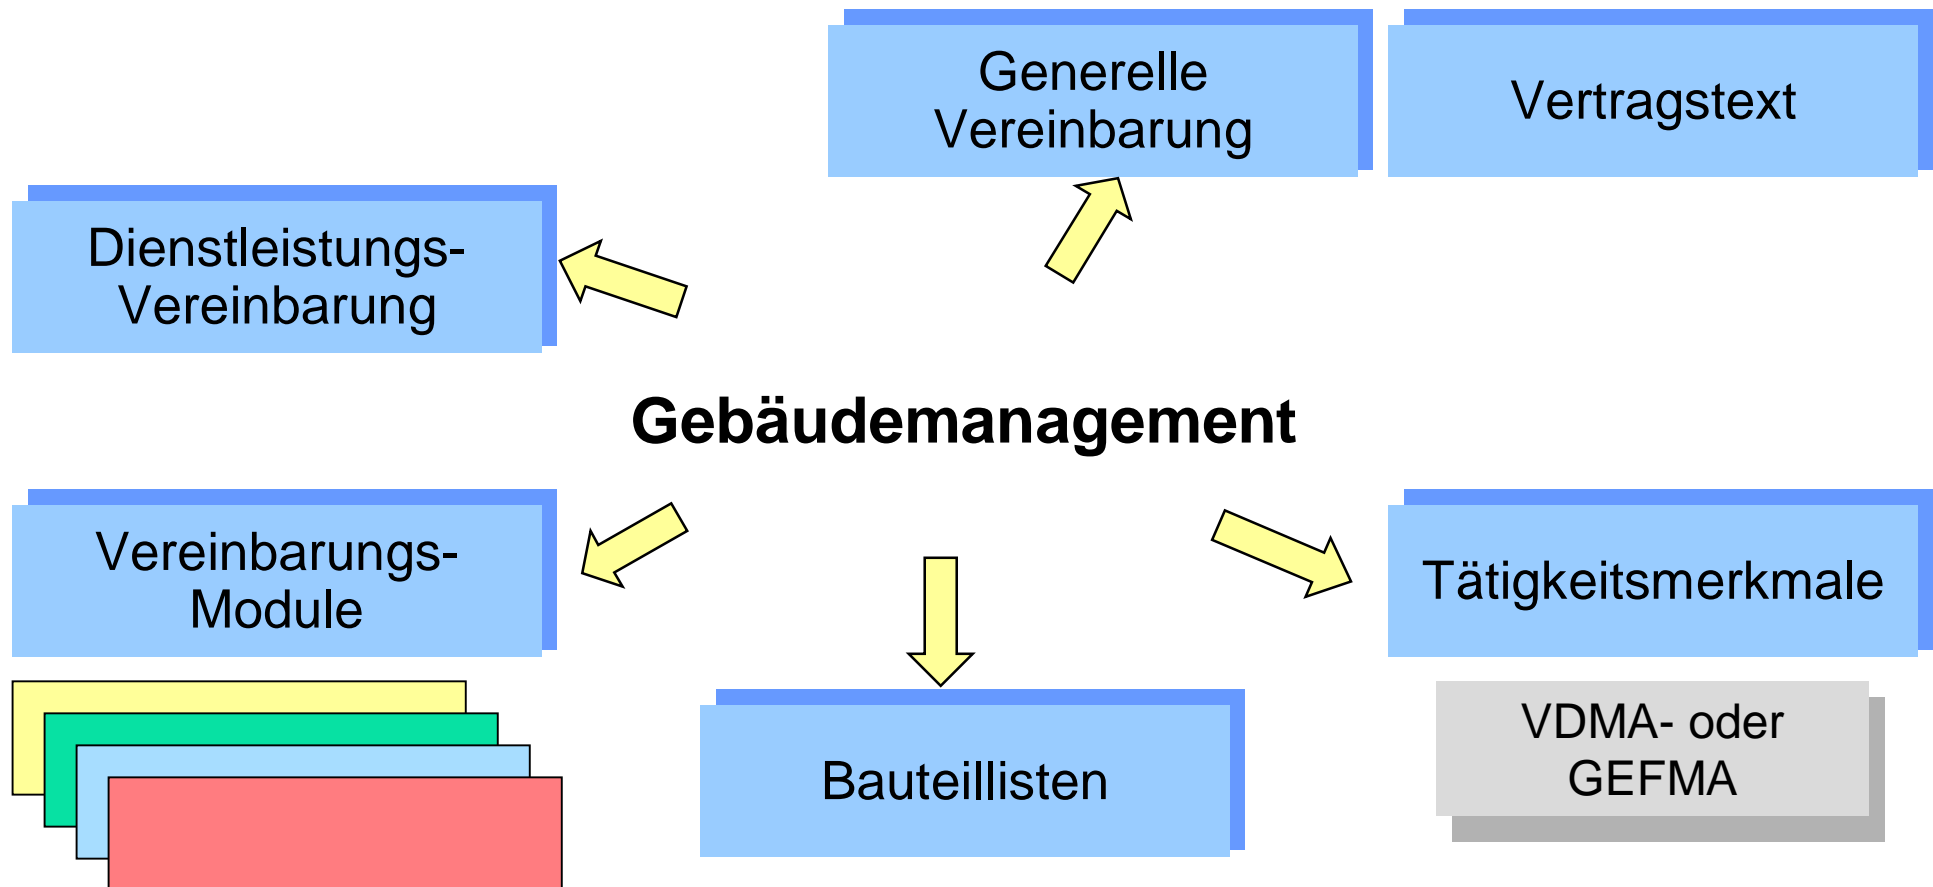 Generelle
Vereinbarung
Vertragstext
Dienstleistungs-
Vereinbarung
Gebäudemanagement
Vereinbarungs-
Module
Tätigkeitsmerkmale
Bauteillisten
VDMA- oder
GEFMA